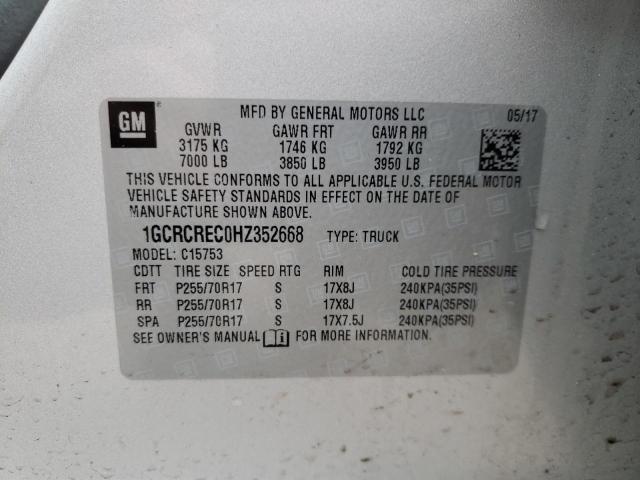 GM
MFD BY GENERAL MOTORS LLC 05/17
GVWR GAWR FRT GAWR RR
3175 KG 1746 KG 1792 KG
7000 LB 3850 LB 3950 LB
THIS VEHICLE CONFORMS TO ALL APPLICABLE U.S. FEDERAL MOTOR
VEHICLE SAFETY STANDARDS IN EFFECT ON THE DATE OF
MANUFACTURE SHOWN ABOVE.
1GCRCREC0HZ352668 TYPE: TRUCK
MODEL: C15753
CDTT TIRE SIZE SPEED RTG RIM COLD TIRE PRESSURE
FRT P255/70R17 S 17X8J 240KPA(35PSI)
RR P255/70R17 S 17X8J 240KPA(35PSI)
SPA P255/70R17 S 17X7.5J 240KPA(35PSI)
SEE OWNER'S MANUAL FOR MORE INFORMATION.